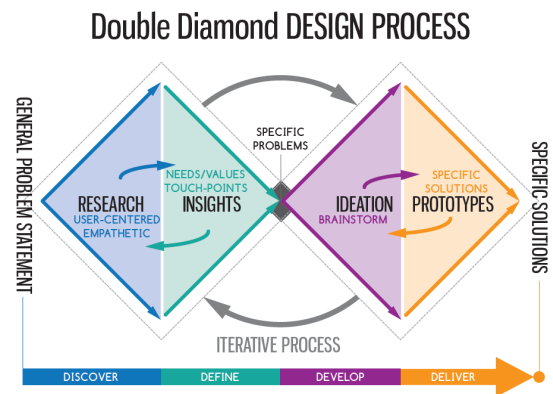 Double Diamond DESIGN PROCESS
GENERAL PROBLEM STATEMENT
SPECIFIC
PROBLEMS
RESEARCH
USER-CENTERED
EMPATHETIC
NEEDS/VALUES
TOUCH-POINTS
INSIGHTS
IDEATION
BRAINSTORM
SPECIFIC
SOLUTIONS
PROTOTYPES
SPECIFIC SOLUTIONS
ITERATIVE PROCESS
DISCOVER
DEFINE
DEVELOP
DELIVER